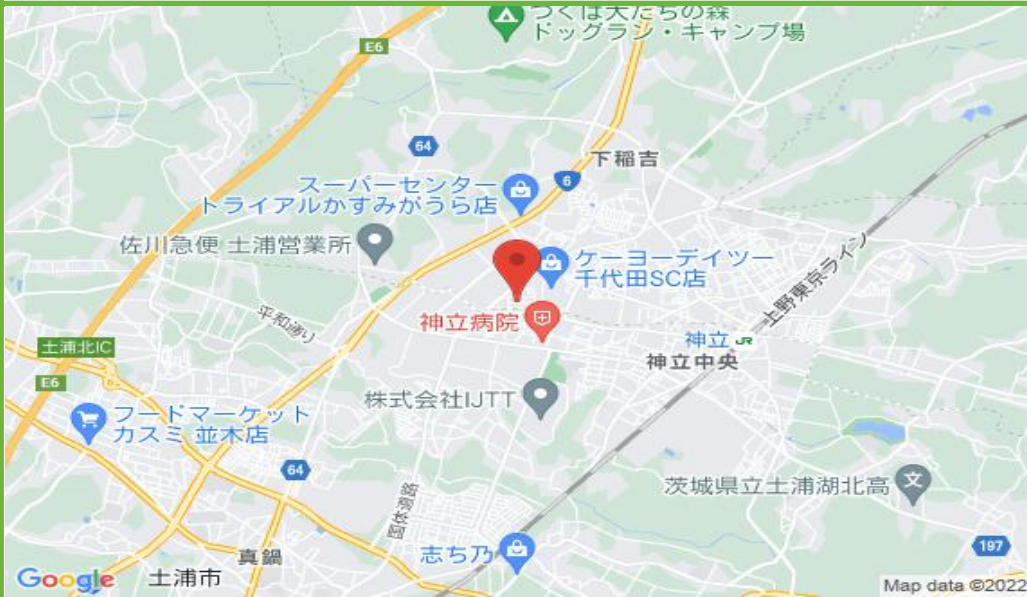 つくば犬たちの森
ドッグラン・キャンプ場
E6
64
下稲吉
6
スーパーセンター
トライアルかすみがうら店
佐川急便 土浦営業所
ケーヨーデイツー
千代田SC店
上野東京ライン
平和通り
神立病院
神立 JR
神立中央
土浦北IC
E6
株式会社IJTT
フードマーケット
カスミ 並木店
64
茨城県立土浦湖北高
文
国体道路
真鍋
志ち乃
197
Google
土浦市
Map data ©2022